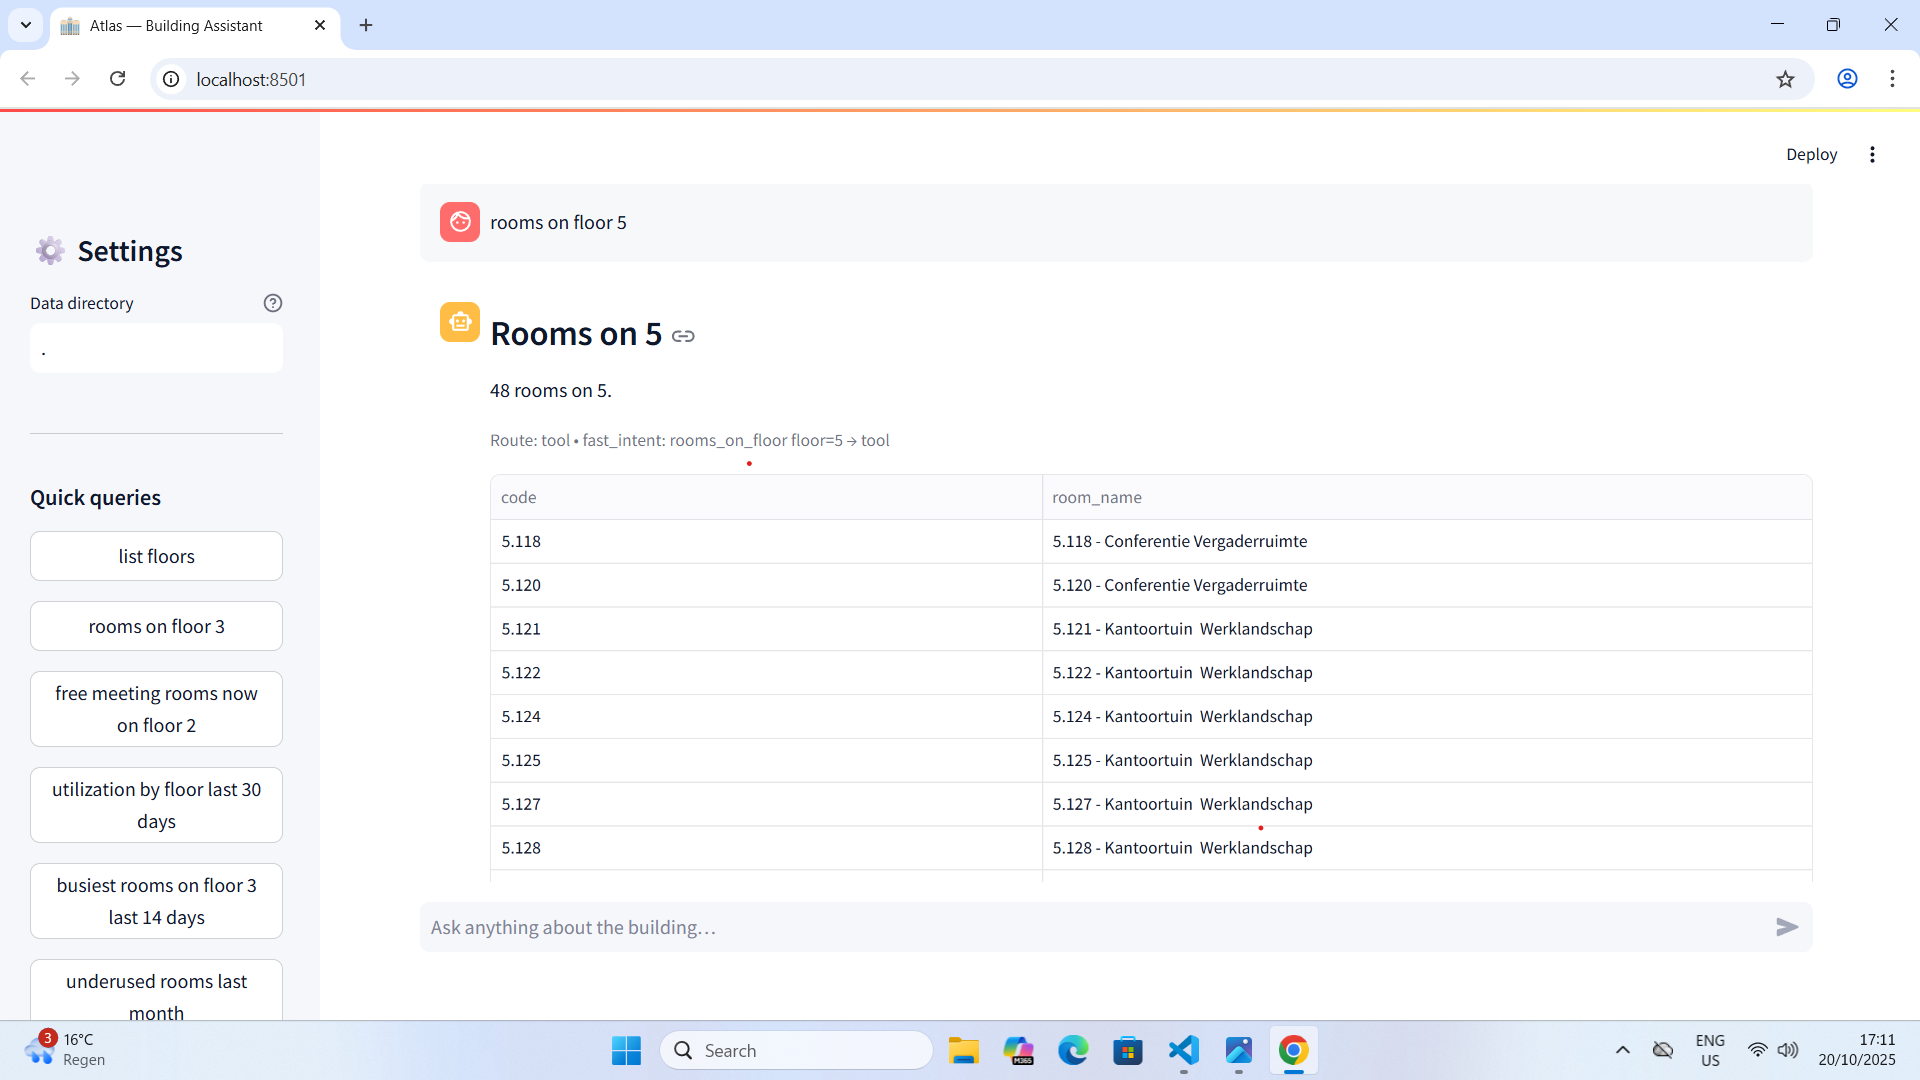 Atlas — Building Assistant
localhost:8501
Deploy
Settings
Data directory
.
Quick queries
list floors
rooms on floor 3
free meeting rooms now
on floor 2
utilization by floor last 30
days
busiest rooms on floor 3
last 14 days
underused rooms last
month
rooms on floor 5
Rooms on 5
48 rooms on 5.
Route: tool • fast_intent: rooms_on_floor floor=5 → tool
code room_name
5.118 5.118 - Conferentie Vergaderruimte
5.120 5.120 - Conferentie Vergaderruimte
5.121 5.121 - Kantoortuin  Werklandschap
5.122 5.122 - Kantoortuin  Werklandschap
5.124 5.124 - Kantoortuin  Werklandschap
5.125 5.125 - Kantoortuin  Werklandschap
5.127 5.127 - Kantoortuin  Werklandschap
5.128 5.128 - Kantoortuin  Werklandschap
Ask anything about the building…
3
16°C
Regen
Search
M365
ENG
US
17:11
20/10/2025